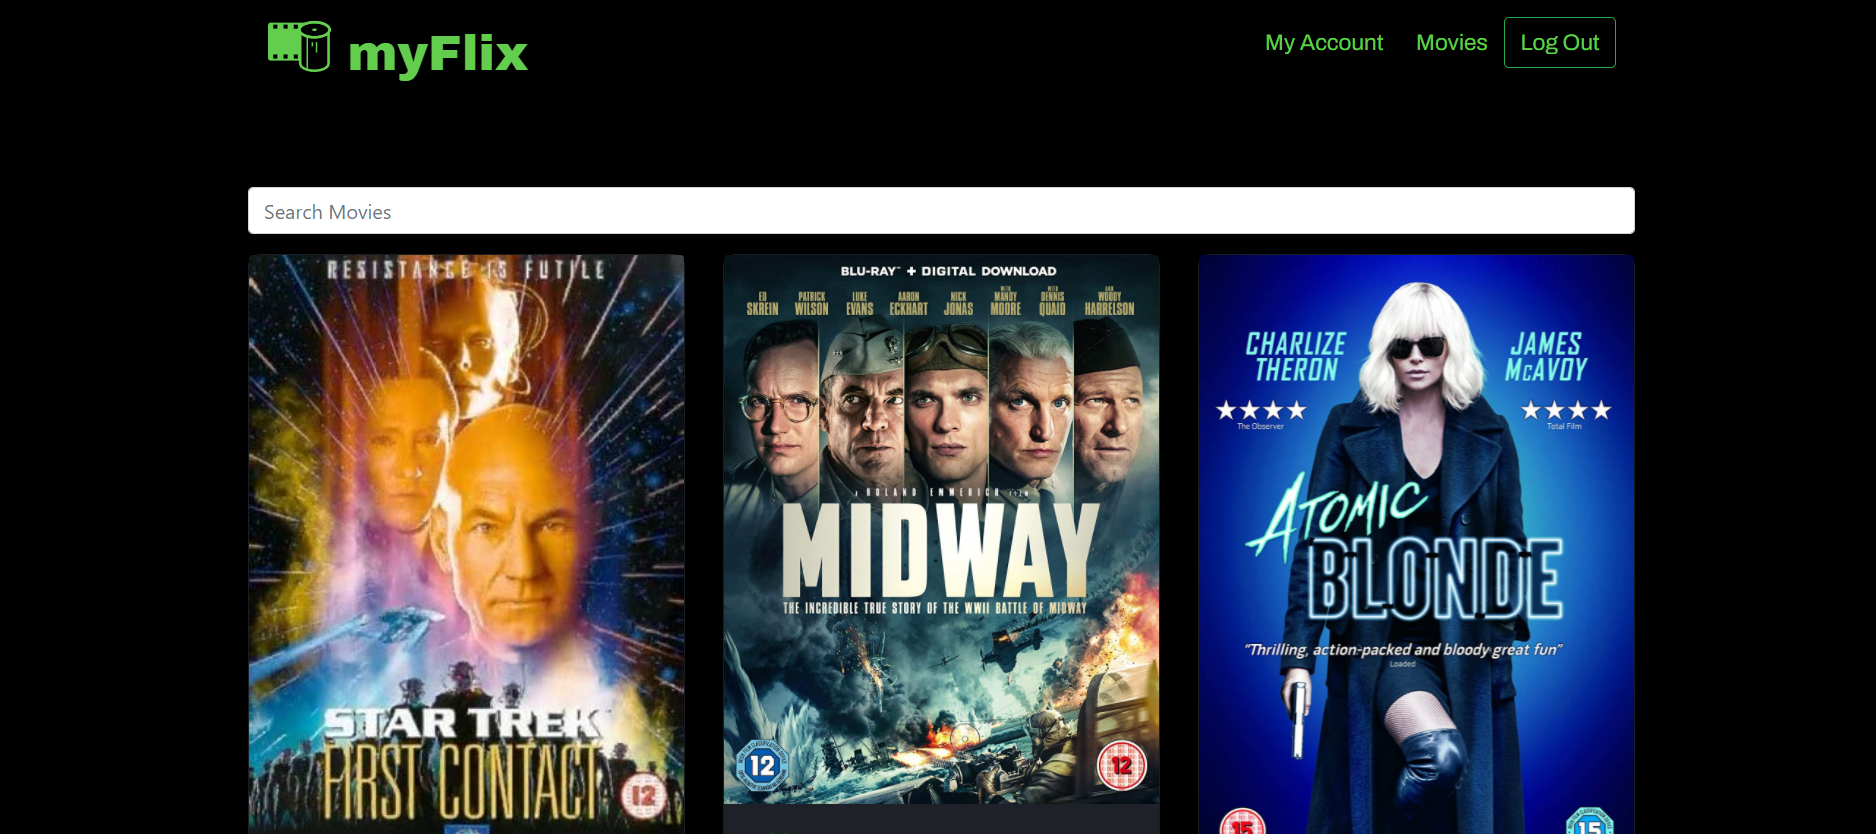 myFlix
My Account
Movies
Log Out
Search Movies
RESISTANCE IS FUTILE
STAR TREK
FIRST CONTACT
12
BLU-RAY™ + DIGITAL DOWNLOAD
ED SKREIN
PATRICK WILSON
LUKE EVANS
AARON ECKHART
NICK JONAS
WITH MANDY MOORE
WITH DENNIS QUAID
AND WOODY HARRELSON
A ROLAND EMMERICH FILM
MIDWAY
THE INCREDIBLE TRUE STORY OF THE WWII BATTLE OF MIDWAY
12
12
CHARLIZE
THERON
JAMES
McAVOY
The Observer
Total Film
ATOMIC
BLONDE
“Thrilling, action-packed and bloody great fun”
Loaded
15
15